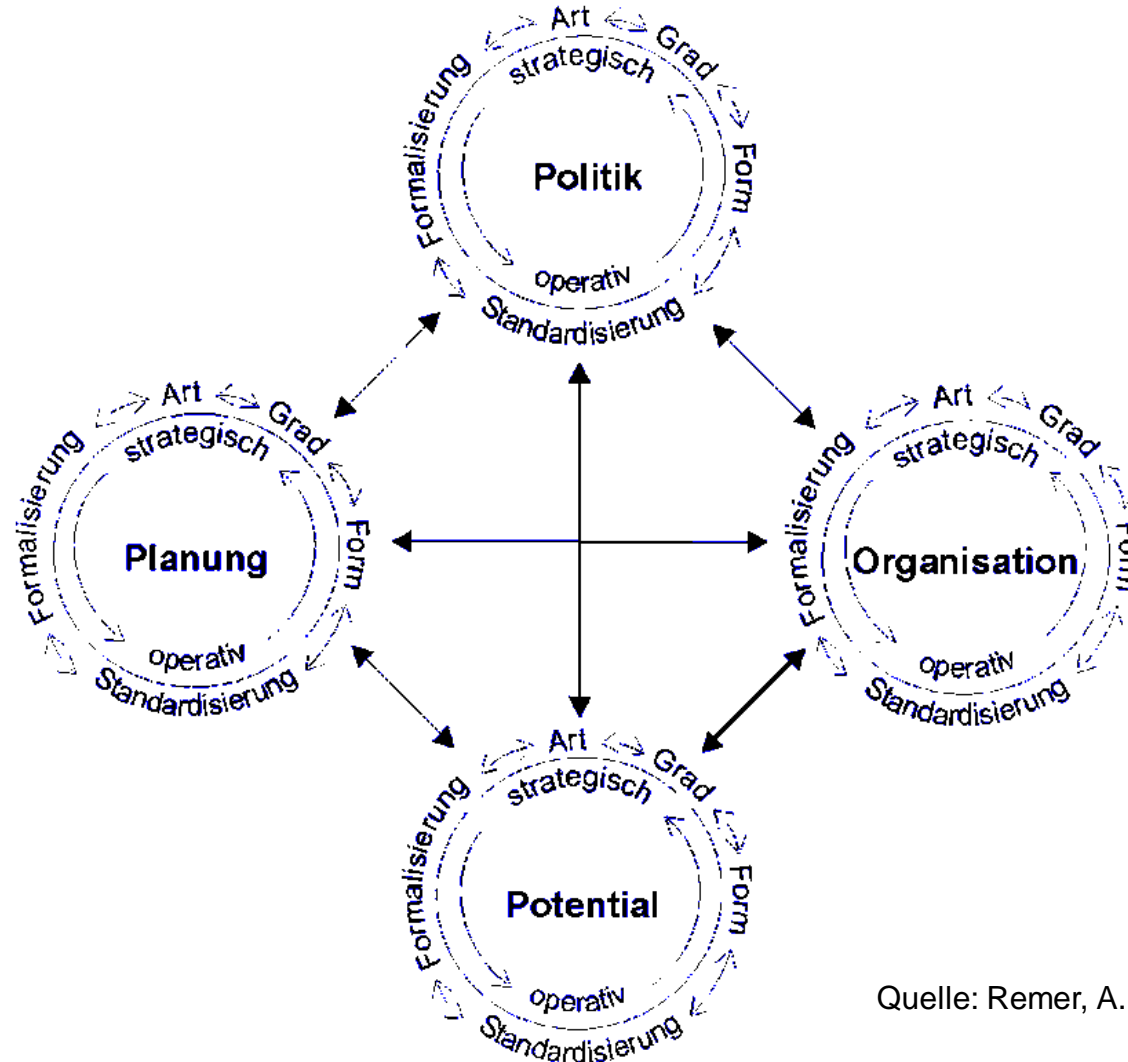 Art
Grad
Form
Standardisierung
Formalisierung
strategisch
Politik
operativ
Art
Grad
Form
Standardisierung
Formalisierung
strategisch
Planung
operativ
Art
Grad
Form
Standardisierung
Formalisierung
strategisch
Organisation
operativ
Art
Grad
Form
Standardisierung
Formalisierung
strategisch
Potential
operativ
Quelle: Remer, A.